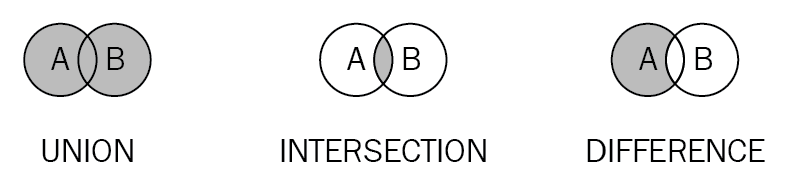 A B A B A B
UNION INTERSECTION DIFFERENCE